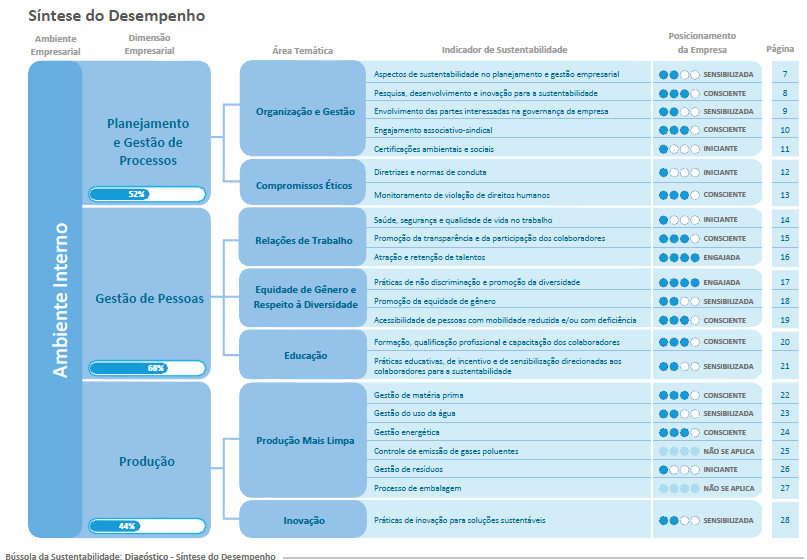 Síntese do Desempenho
Ambiente
Empresarial
Dimensão
Empresarial
Área Temática
Indicador de Sustentabilidade
Posicionamento
da Empresa
Página
Ambiente Interno
Planejamento
e Gestão de
Processos
52%
Organização e Gestão
Aspectos de sustentabilidade no planejamento e gestão empresarial SENSIBILIZADA 7
Pesquisa, desenvolvimento e inovação para a sustentabilidade CONSCIENTE 8
Envolvimento das partes interessadas na governança da empresa SENSIBILIZADA 9
Engajamento associativo-sindical CONSCIENTE 10
Certificações ambientais e sociais INICIANTE 11
Compromissos Éticos
Diretrizes e normas de conduta INICIANTE 12
Monitoramento de violação de direitos humanos CONSCIENTE 13
Gestão de Pessoas
68%
Relações de Trabalho
Saúde, segurança e qualidade de vida no trabalho INICIANTE 14
Promoção da transparência e da participação dos colaboradores CONSCIENTE 15
Atração e retenção de talentos ENGAJADA 16
Equidade de Gênero e
Respeito à Diversidade
Práticas de não discriminação e promoção da diversidade ENGAJADA 17
Promoção da equidade de gênero SENSIBILIZADA 18
Acessibilidade de pessoas com mobilidade reduzida e/ou com deficiência CONSCIENTE 19
Educação
Formação, qualificação profissional e capacitação dos colaboradores CONSCIENTE 20
Práticas educativas, de incentivo e de sensibilização direcionadas aos
colaboradores para a sustentabilidade SENSIBILIZADA 21
Produção
44%
Produção Mais Limpa
Gestão de matéria prima CONSCIENTE 22
Gestão do uso da água SENSIBILIZADA 23
Gestão energética CONSCIENTE 24
Controle de emissão de gases poluentes NÃO SE APLICA 25
Gestão de resíduos INICIANTE 26
Processo de embalagem NÃO SE APLICA 27
Inovação
Práticas de inovação para soluções sustentáveis SENSIBILIZADA 28
Bússola da Sustentabilidade: Diagóstico - Síntese do Desempenho